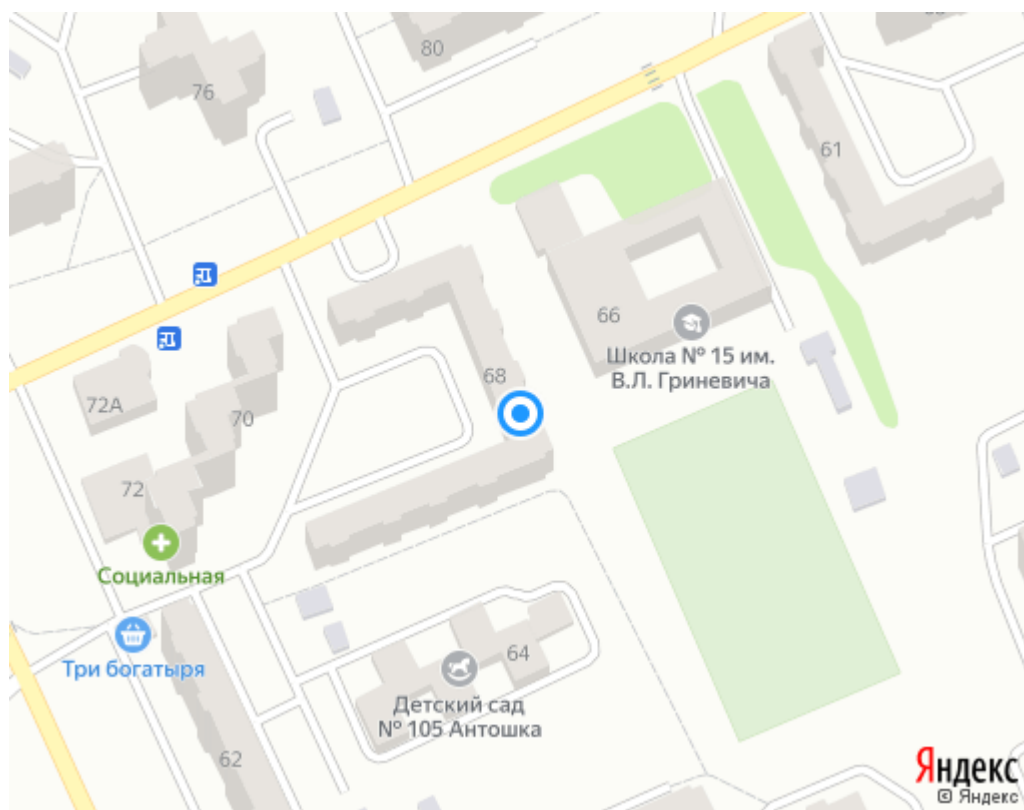 80
76
61
66
Школа № 15 им.
В.Л. Гриневича
68
72А
70
72
Социальная
Три богатыря
64
Детский сад
№ 105 Антошка
62
Яндекс
© Яндекс